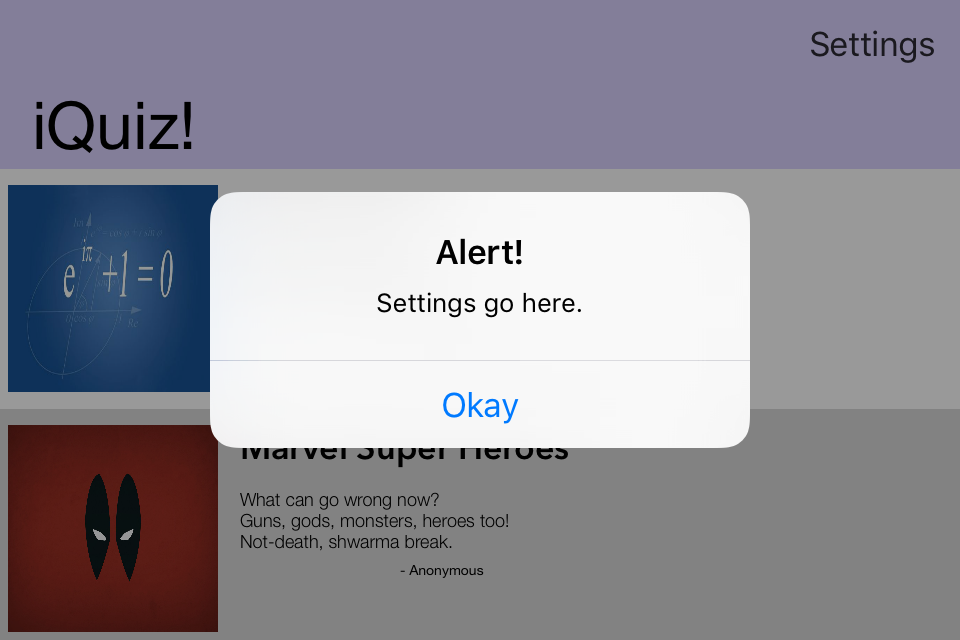 Settings
iQuiz!
e^iπ +1=0
Alert!
Settings go here.
Okay
Marvel Super Heroes
What can go wrong now?
Guns, gods, monsters, heroes too!
Not-death, shwarma break.
- Anonymous